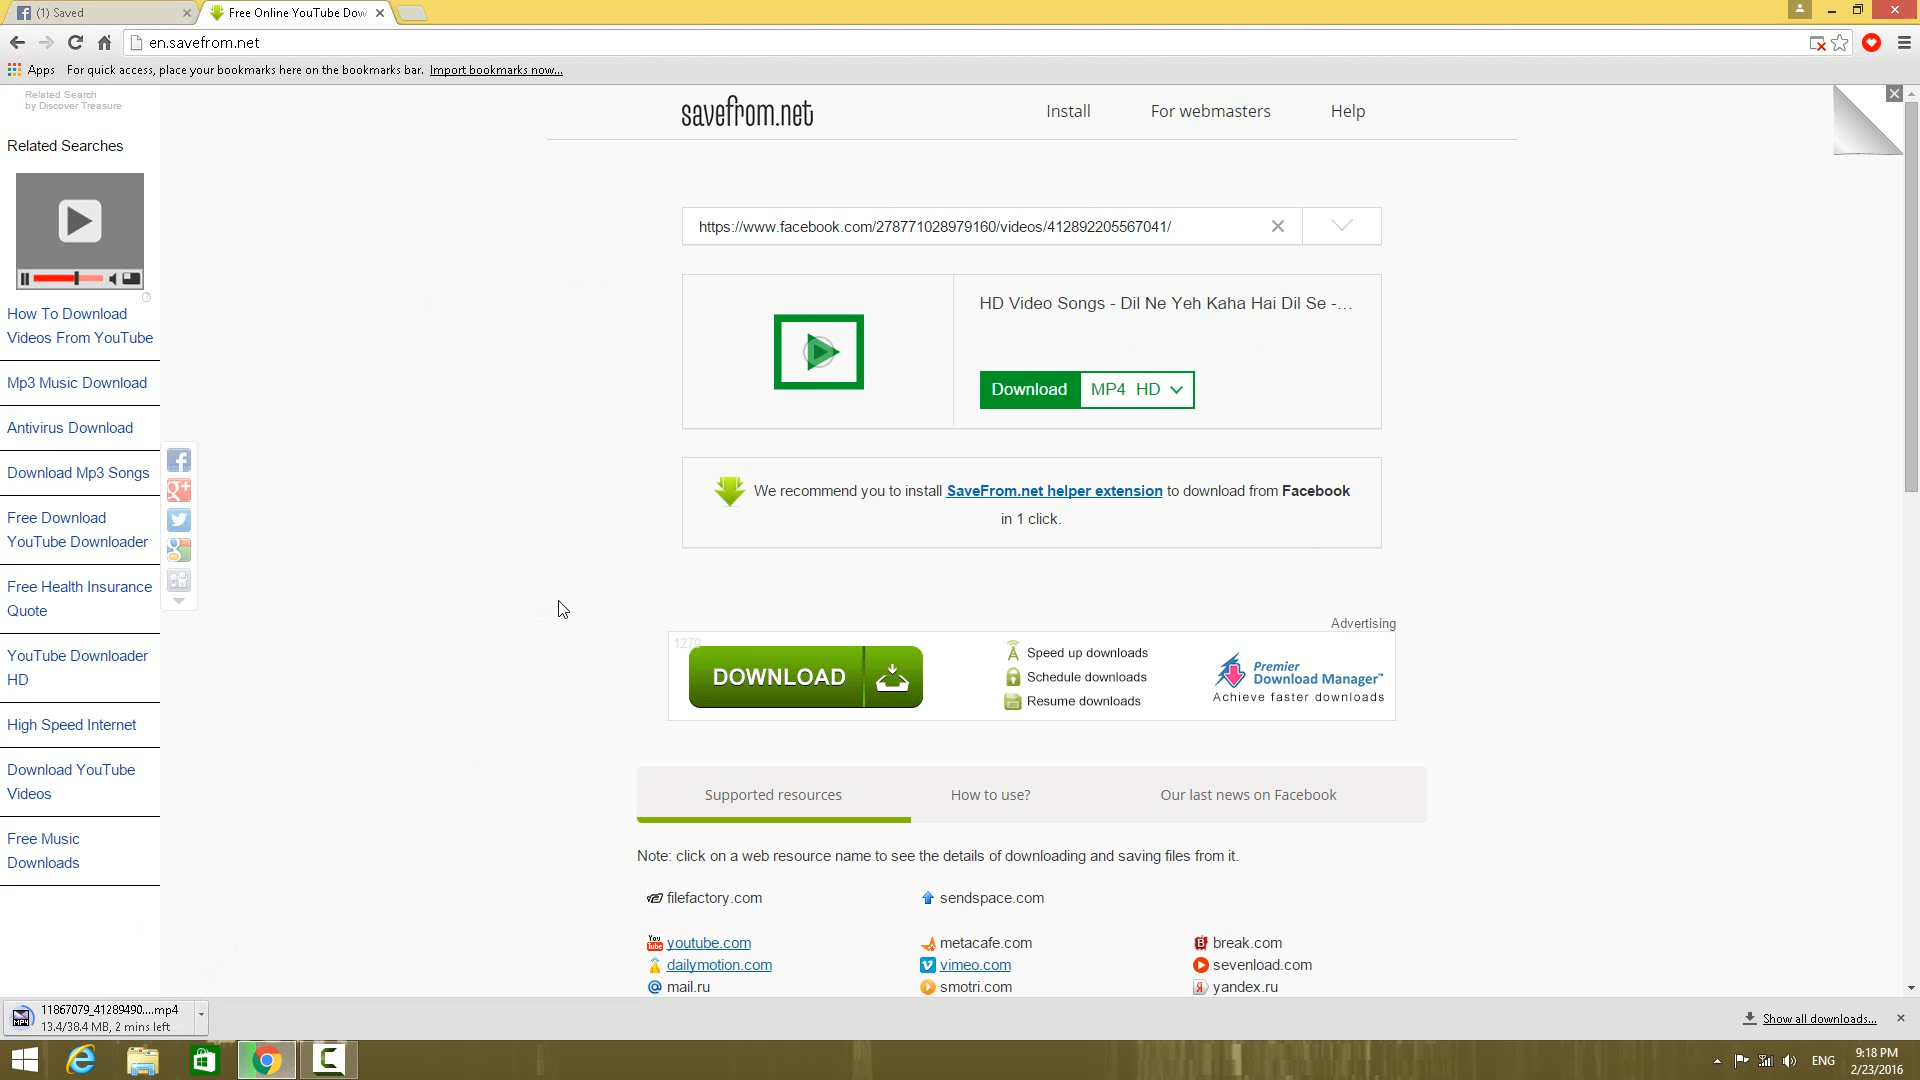 (1) Saved
Free Online YouTube Dow
en.savefrom.net
Apps
For quick access, place your bookmarks here on the bookmarks bar. Import bookmarks now...
Related Search
by Discover Treasure
Related Searches
How To Download
Videos From YouTube
Mp3 Music Download
Antivirus Download
Download Mp3 Songs
Free Download
YouTube Downloader
Free Health Insurance
Quote
YouTube Downloader
HD
High Speed Internet
Download YouTube
Videos
Free Music
Downloads
savefrom.net
Install
For webmasters
Help
https://www.facebook.com/278771028979160/videos/412892205567041/
HD Video Songs - Dil Ne Yeh Kaha Hai Dil Se -...
Download MP4 HD
We recommend you to install SaveFrom.net helper extension to download from Facebook
in 1 click.
Advertising
1270
DOWNLOAD
Speed up downloads
Schedule downloads
Resume downloads
Premier
Download Manager™
Achieve faster downloads
Supported resources
How to use?
Our last news on Facebook
Note: click on a web resource name to see the details of downloading and saving files from it.
filefactory.com
sendspace.com
You
Tube
youtube.com
metacafe.com
break.com
dailymotion.com
vimeo.com
sevenload.com
mail.ru
smotri.com
yandex.ru
MP4
11867079_41289490....mp4
13.4/38.4 MB, 2 mins left
Show all downloads...
ENG
9:18 PM
2/23/2016